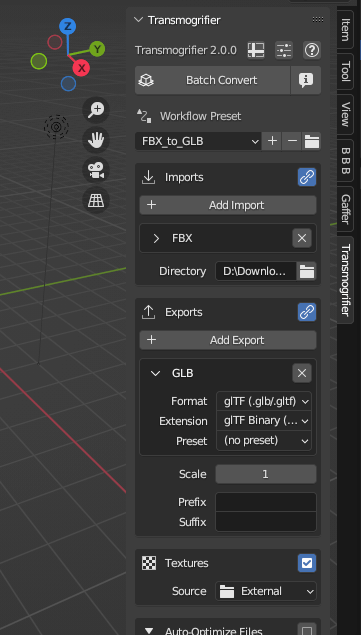 Transmogrifier
Transmogrifier 2.0.0
Batch Convert
Workflow Preset
FBX_to_GLB
Imports
Add Import
FBX
Directory D:\Downlo...
Exports
Add Export
GLB
Format glTF (.glb/.gltf)
Extension glTF Binary (...
Preset (no preset)
Scale 1
Prefix
Suffix
Textures
Source External
Auto-Optimize Files
Item
Tool
View
B B B
Gaffer
Transmogrifier
Z
Y
X